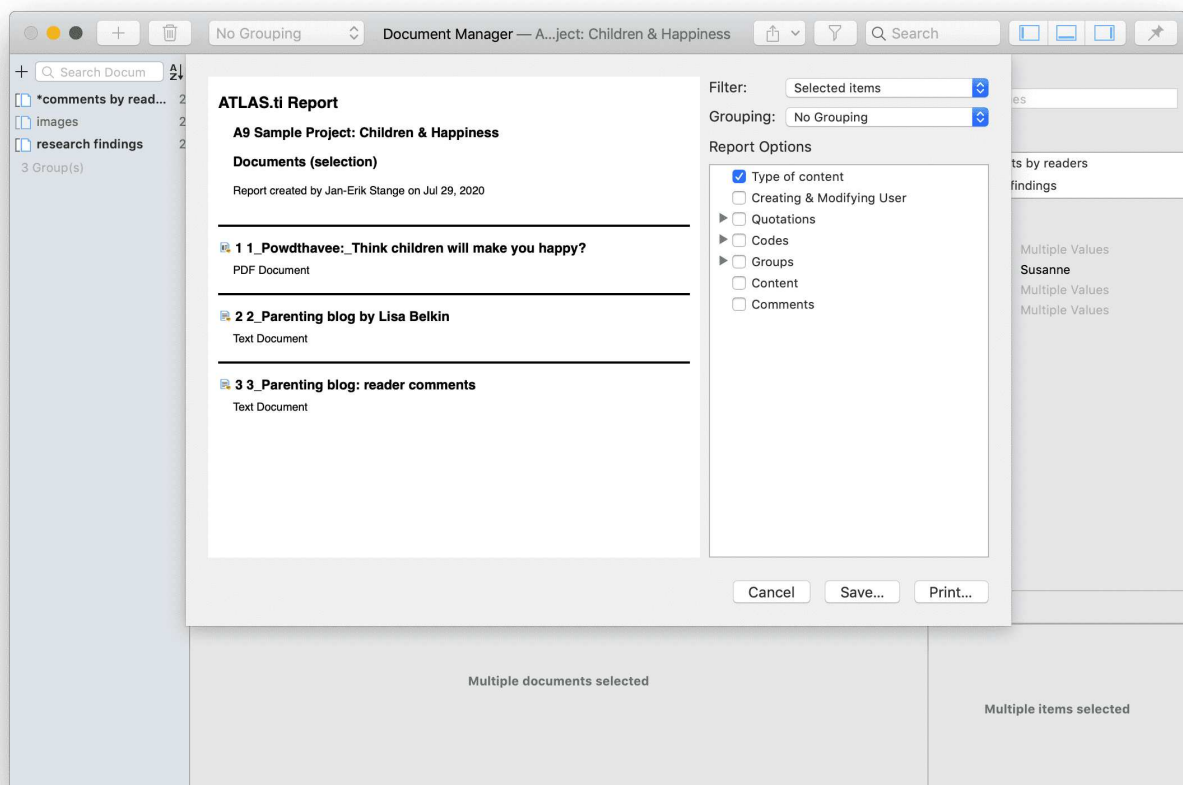 No Grouping
Document Manager — A...ject: Children & Happiness
Search
Search Docum
*comments by read... 2
images 2
research findings 2
3 Group(s)
ATLAS.ti Report
A9 Sample Project: Children & Happiness
Documents (selection)
Report created by Jan-Erik Stange on Jul 29, 2020
1 1_Powdthavee:_Think children will make you happy?
PDF Document
2 2_Parenting blog by Lisa Belkin
Text Document
3 3_Parenting blog: reader comments
Text Document
Filter: Selected items
Grouping: No Grouping
Report Options
Type of content
Creating & Modifying User
Quotations
Codes
Groups
Content
Comments
Cancel
Save...
Print...
es
ts by readers
findings
Multiple Values
Susanne
Multiple Values
Multiple Values
Multiple documents selected
Multiple items selected